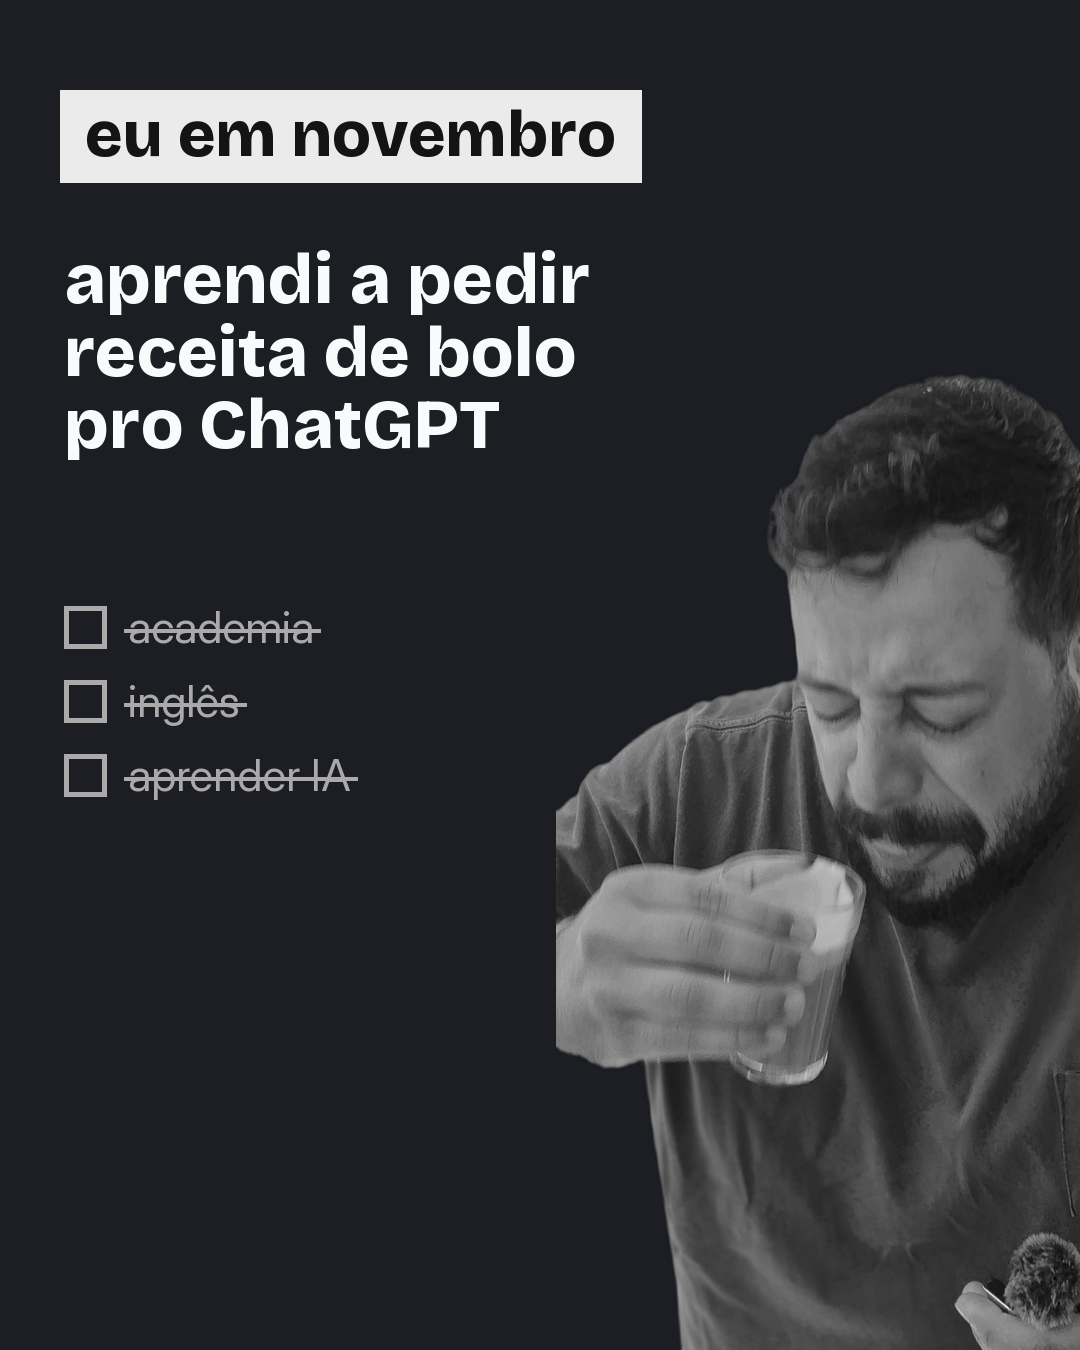 eu em novembro
aprendi a pedir
receita de bolo
pro ChatGPT
academia
inglês
aprender IA